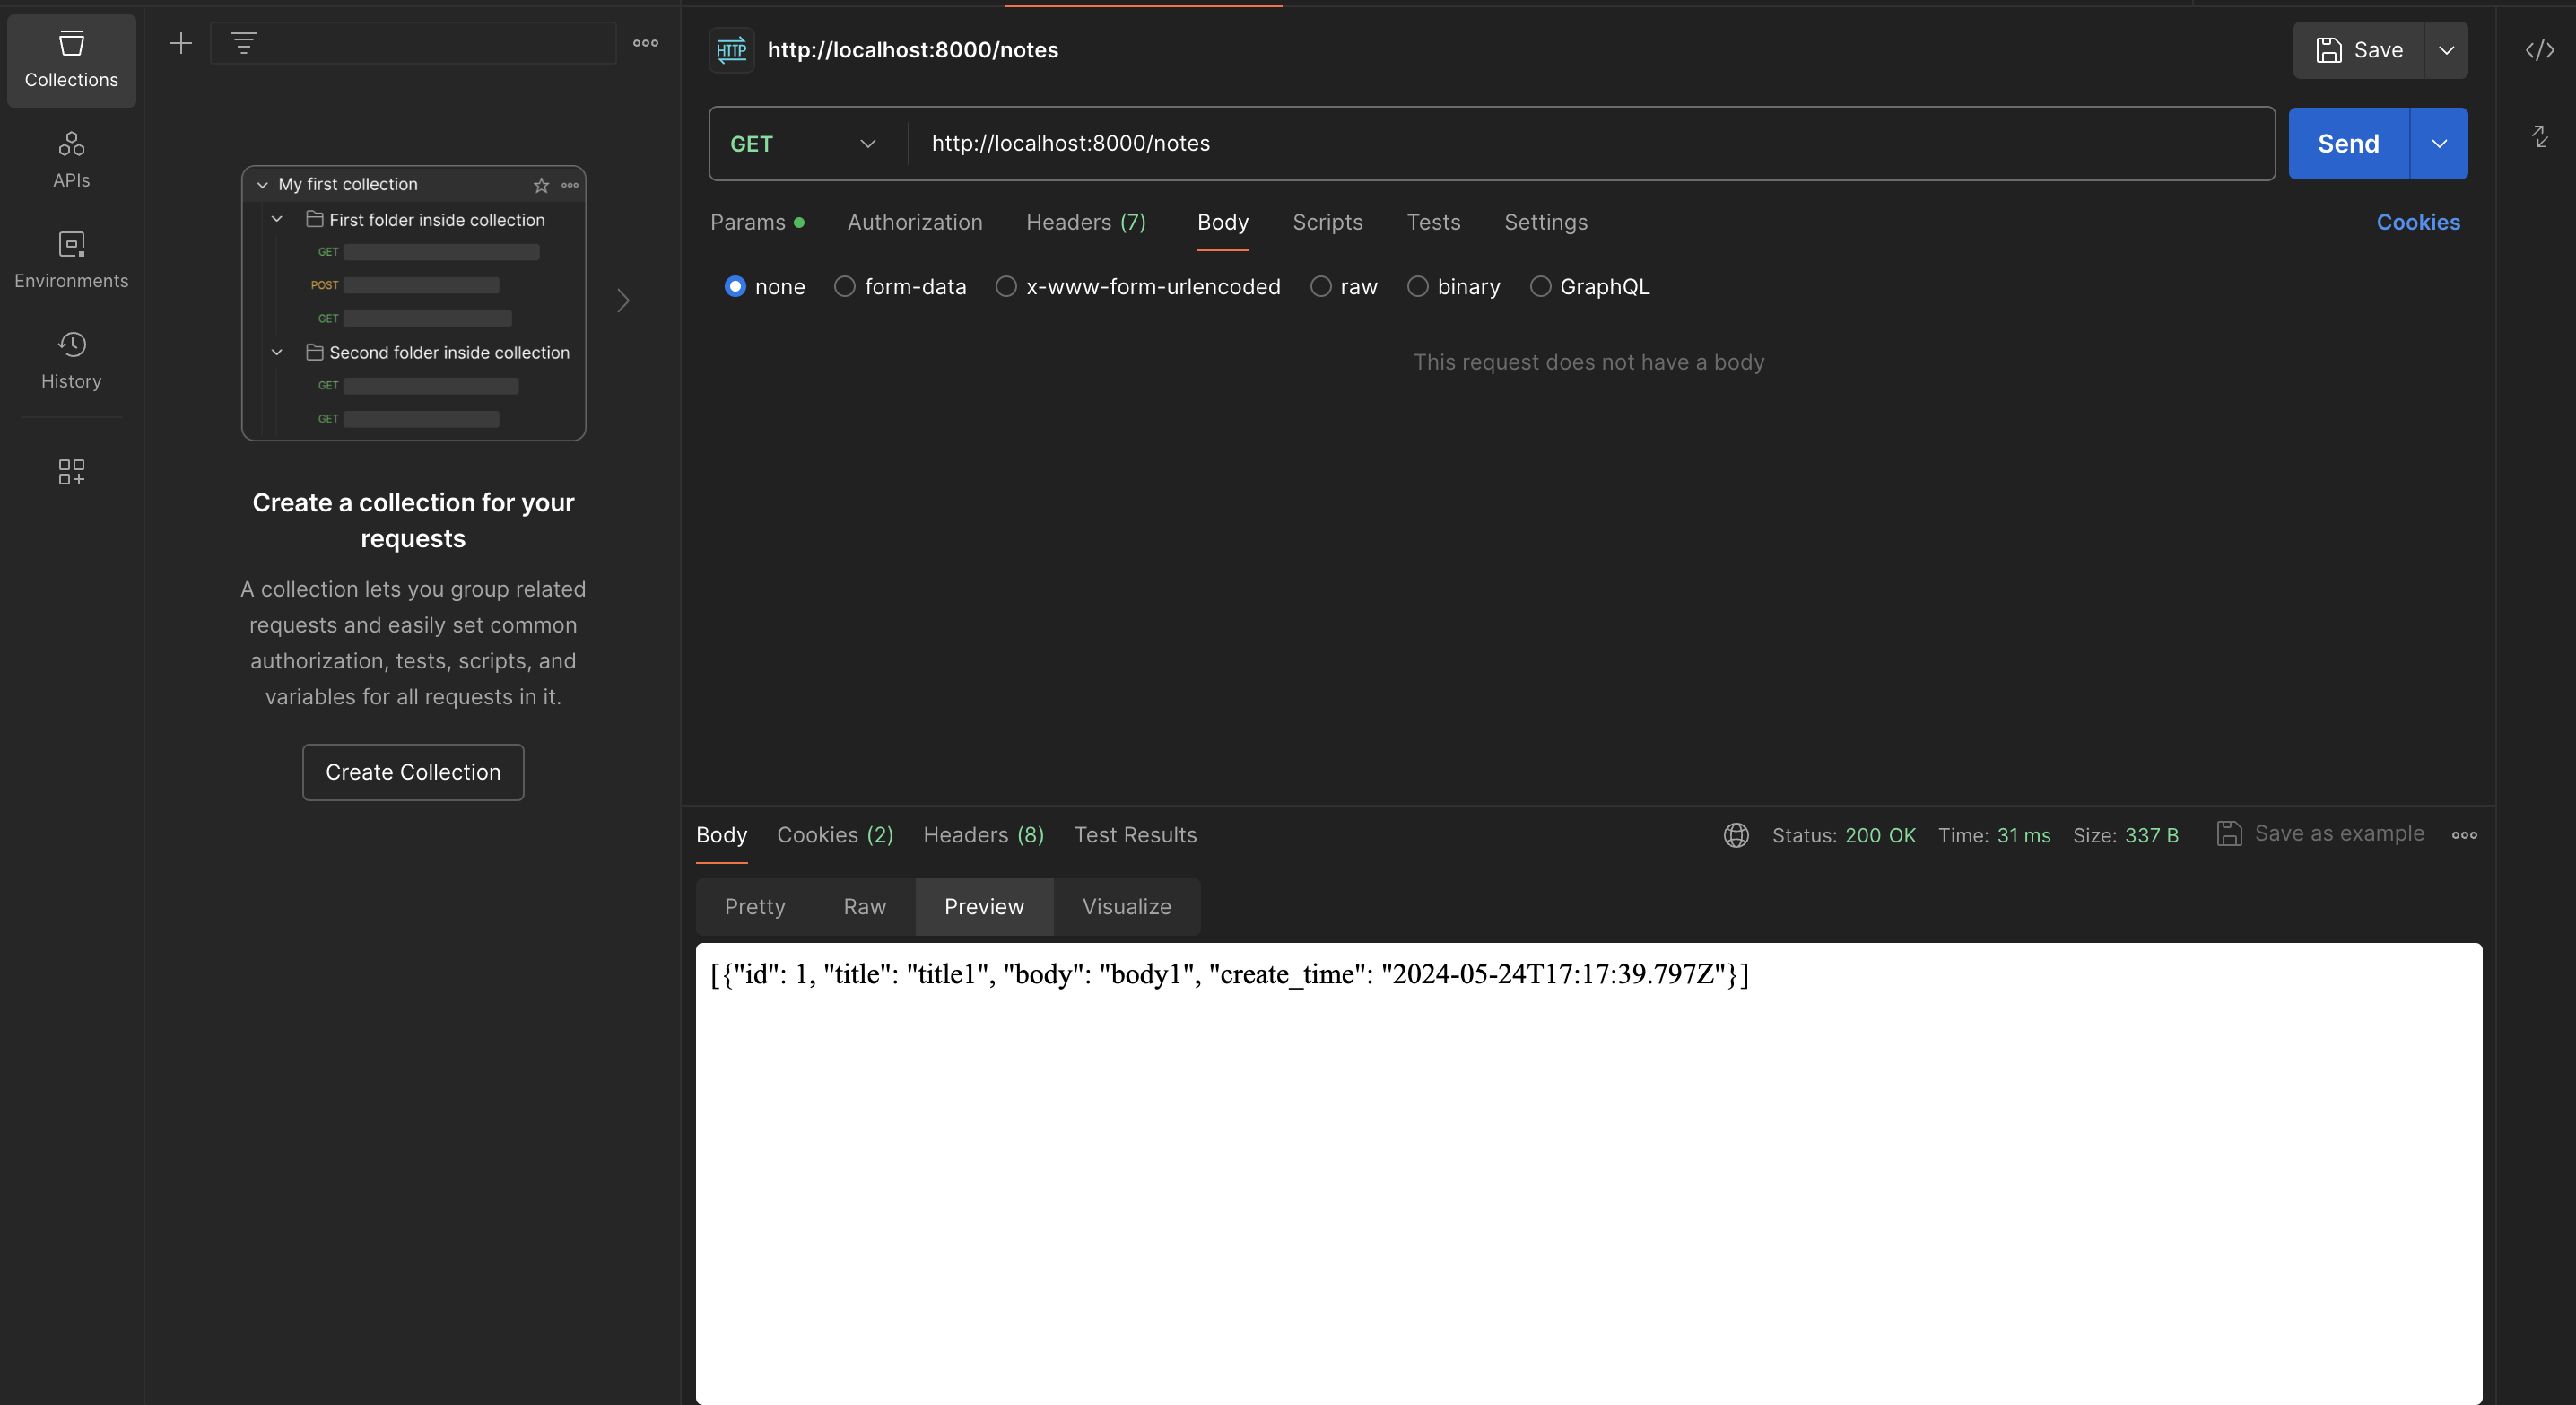 Collections
APIs
Environments
History
My first collection
First folder inside collection
GET
POST
GET
Second folder inside collection
GET
GET
Create a collection for your
requests
A collection lets you group related
requests and easily set common
authorization, tests, scripts, and
variables for all requests in it.
Create Collection
HTTP http://localhost:8000/notes
Save
GET http://localhost:8000/notes Send
Params Authorization Headers (7) Body Scripts Tests Settings Cookies
none form-data x-www-form-urlencoded raw binary GraphQL
This request does not have a body
Body Cookies (2) Headers (8) Test Results Status: 200 OK Time: 31 ms Size: 337 B Save as example
Pretty Raw Preview Visualize
[{"id": 1, "title": "title1", "body": "body1", "create_time": "2024-05-24T17:17:39.797Z"}]